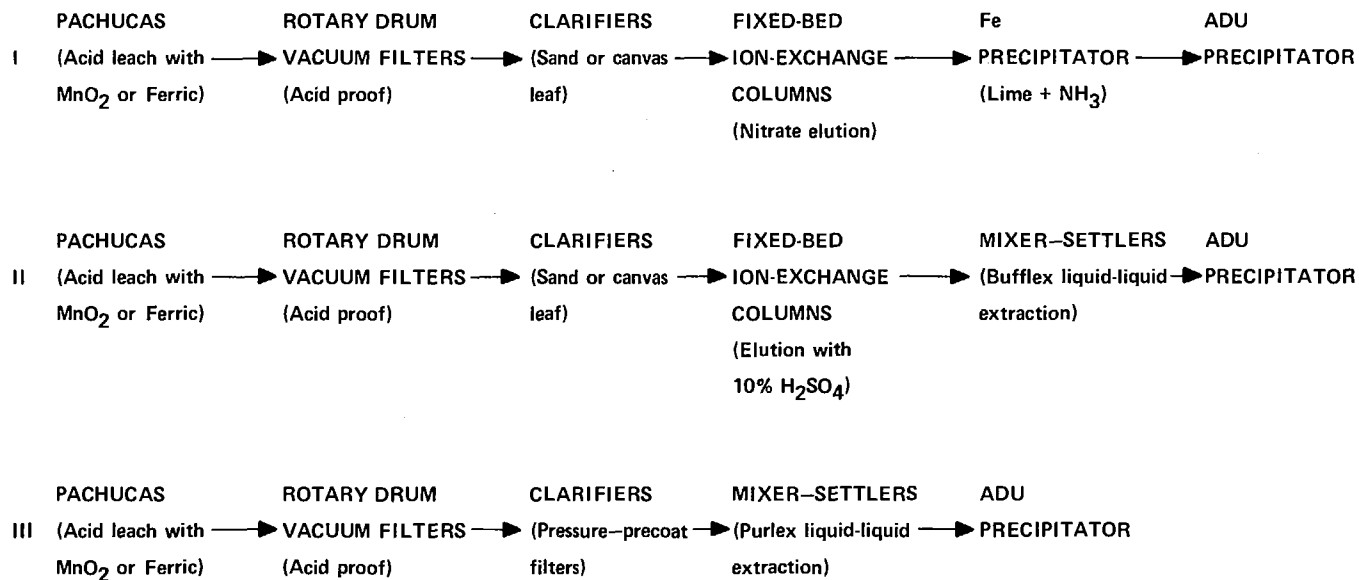 PACHUCAS ROTARY DRUM CLARIFIERS FIXED-BED Fe ADU
I (Acid leach with VACUUM FILTERS (Sand or canvas ION-EXCHANGE PRECIPITATOR PRECIPITATOR
MnO2 or Ferric) (Acid proof) leaf) COLUMNS (Lime + NH3)
(Nitrate elution)
PACHUCAS ROTARY DRUM CLARIFIERS FIXED-BED MIXER–SETTLERS ADU
II (Acid leach with VACUUM FILTERS (Sand or canvas ION-EXCHANGE (Bufflex liquid-liquid PRECIPITATOR
MnO2 or Ferric) (Acid proof) leaf) COLUMNS extraction)
(Elution with
10% H2SO4)
PACHUCAS ROTARY DRUM CLARIFIERS MIXER–SETTLERS ADU
III (Acid leach with VACUUM FILTERS (Pressure–precoat (Purlex liquid-liquid PRECIPITATOR
MnO2 or Ferric) (Acid proof) filters) extraction)